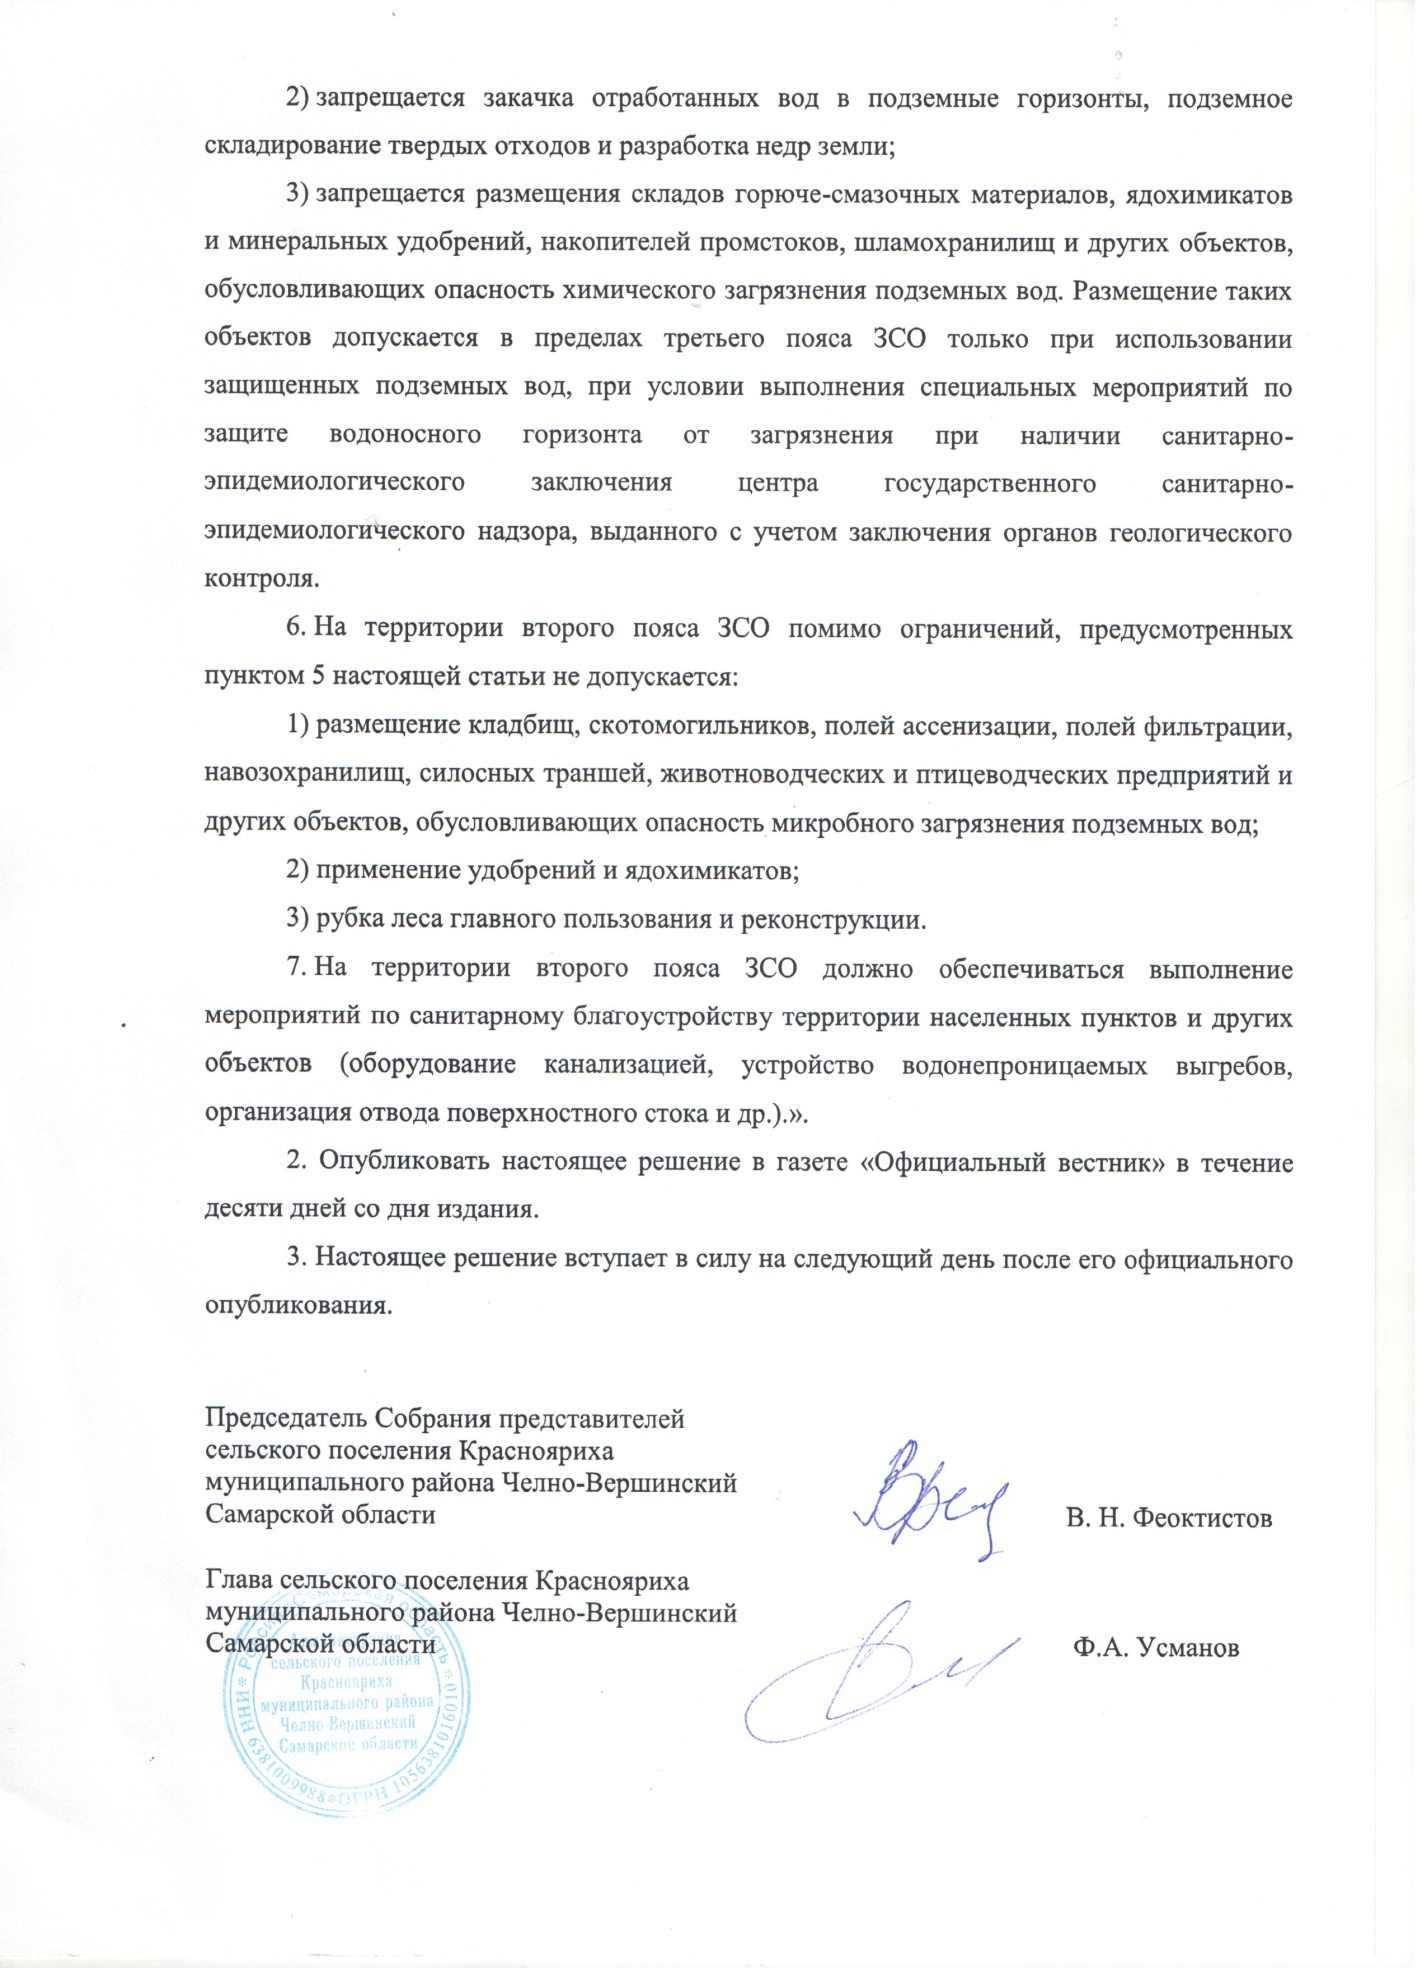 2) запрещается закачка отработанных вод в подземные горизонты, подземное
складирование твердых отходов и разработка недр земли;
3) запрещается размещения складов горюче-смазочных материалов, ядохимикатов
и минеральных удобрений, накопителей промстоков, шламохранилищ и других объектов,
обусловливающих опасность химического загрязнения подземных вод. Размещение таких
объектов допускается в пределах третьего пояса ЗСО только при использовании
защищенных подземных вод, при условии выполнения специальных мероприятий по
защите водоносного горизонта от загрязнения при наличии санитарно-
эпидемиологического заключения центра государственного санитарно-
эпидемиологического надзора, выданного с учетом заключения органов геологического
контроля.
6. На территории второго пояса ЗСО помимо ограничений, предусмотренных
пунктом 5 настоящей статьи не допускается:
1) размещение кладбищ, скотомогильников, полей ассенизации, полей фильтрации,
навозохранилищ, силосных траншей, животноводческих и птицеводческих предприятий и
других объектов, обусловливающих опасность микробного загрязнения подземных вод;
2) применение удобрений и ядохимикатов;
3) рубка леса главного пользования и реконструкции.
7. На территории второго пояса ЗСО должно обеспечиваться выполнение
мероприятий по санитарному благоустройству территории населенных пунктов и других
объектов (оборудование канализацией, устройство водонепроницаемых выгребов,
организация отвода поверхностного стока и др.).».
2. Опубликовать настоящее решение в газете «Официальный вестник» в течение
десяти дней со дня издания.
3. Настоящее решение вступает в силу на следующий день после его официального
опубликования.
Председатель Собрания представителей
сельского поселения Краснояриха
муниципального района Челно-Вершинский
Самарской области В. Н. Феоктистов
Глава сельского поселения Краснояриха
муниципального района Челно-Вершинский
Самарской области Ф.А. Усманов
* Россия * Самарская область *
сельского поселения
Краснояриха
муниципального района
Челно-Вершинский
Самарской области
ИНН 6381009988*ОГРН 1056381016010